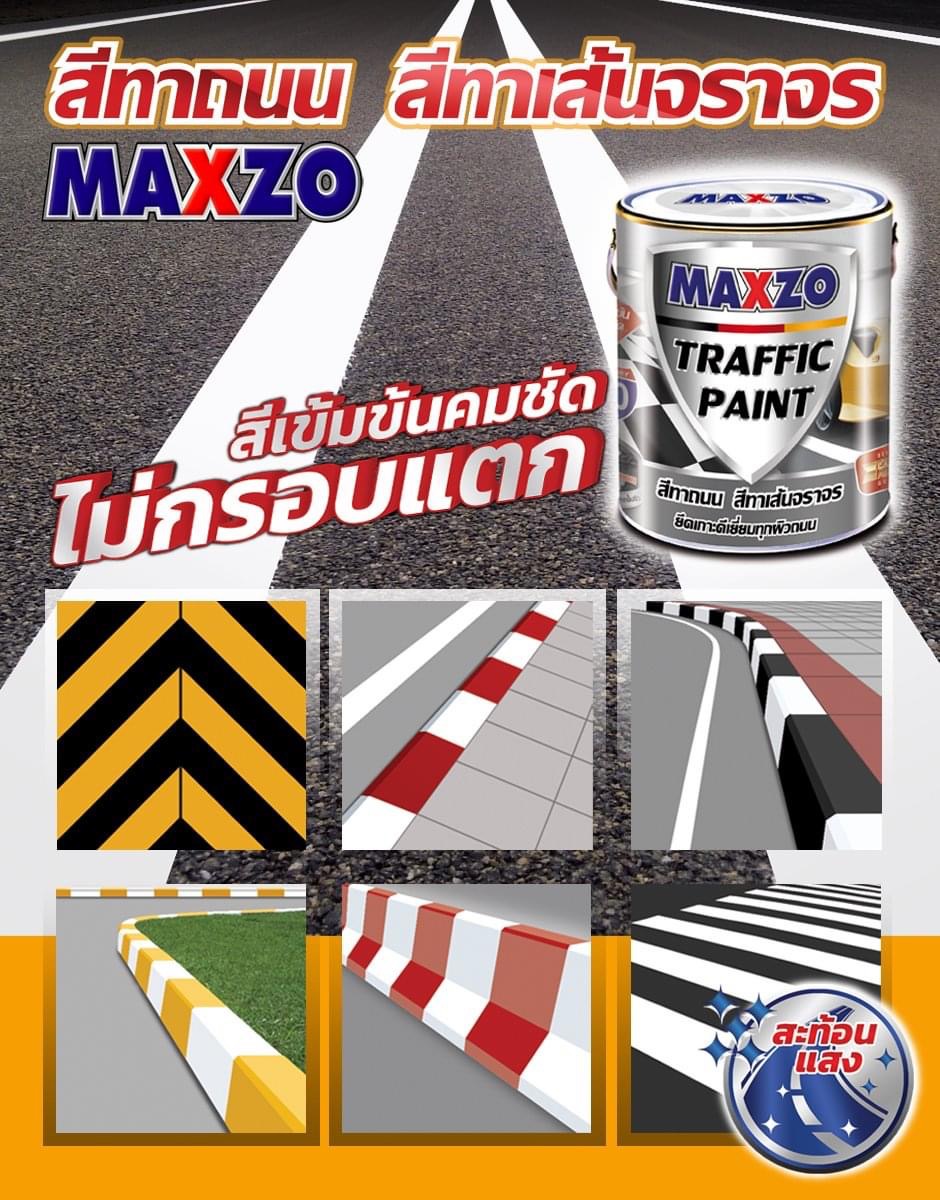 สีทาถนน สีทาเส้นจราจร
MAXZO
MAXZO
MAXZO
TRAFFIC
PAINT
สีทาถนน สีทาเส้นจราจร
ยึดเกาะดีเยี่ยมทุกผิวถนน
สีเข้มข้นคมชัด
ไม่กรอบแตก
สะท้อน
แสง